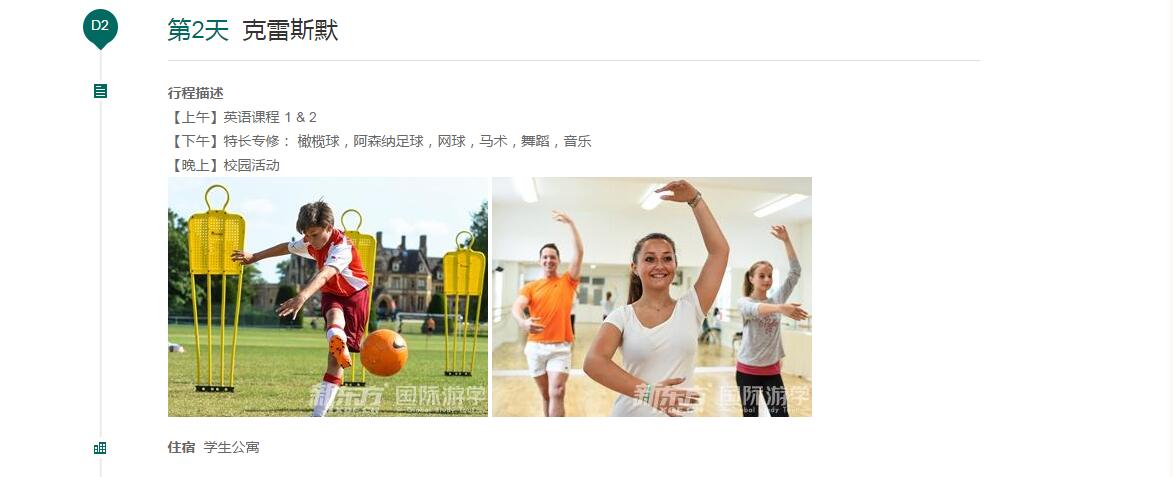 D2
第2天 克雷斯默
行程描述
【上午】英语课程 1 & 2
【下午】特长专修： 橄榄球，阿森纳足球，网球，马术，舞蹈，音乐
【晚上】校园活动
新东方 国际游学
新东方 国际游学
住宿 学生公寓